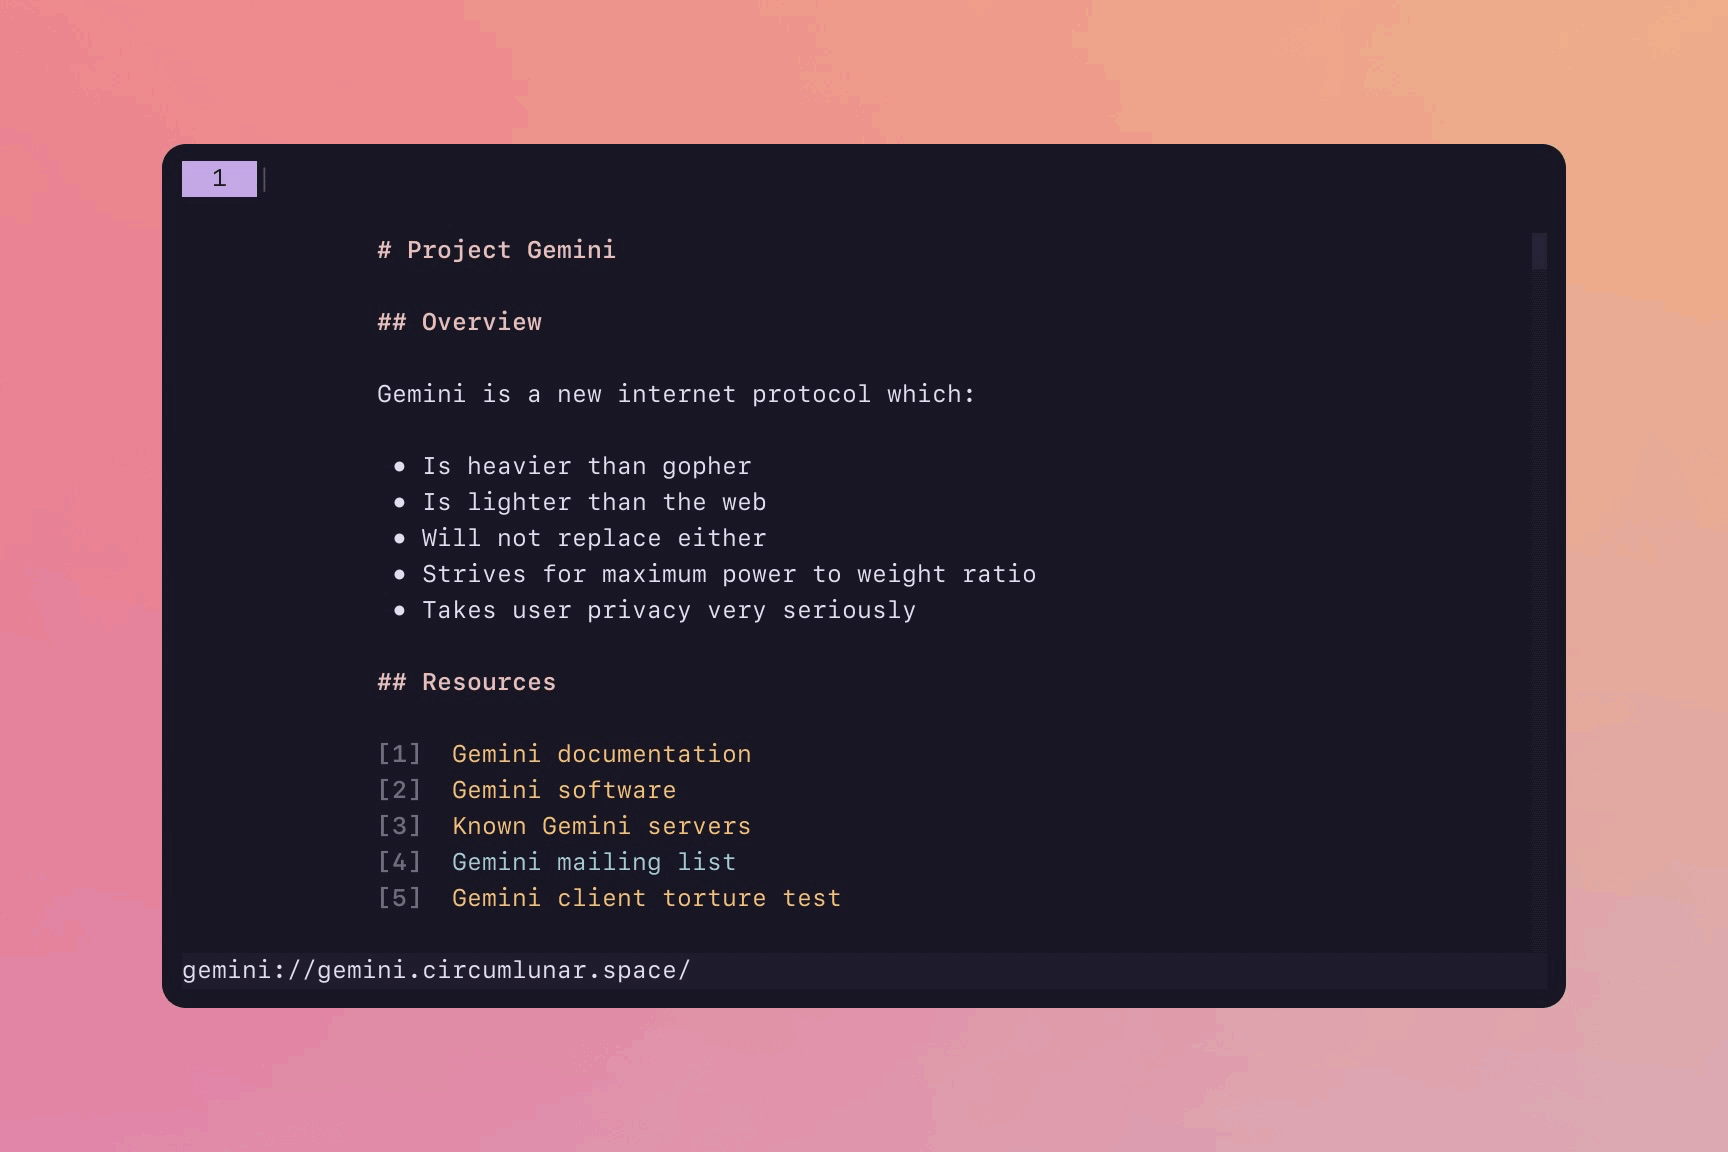 1
# Project Gemini
## Overview
Gemini is a new internet protocol which:
• Is heavier than gopher
• Is lighter than the web
• Will not replace either
• Strives for maximum power to weight ratio
• Takes user privacy very seriously
## Resources
[1] Gemini documentation
[2] Gemini software
[3] Known Gemini servers
[4] Gemini mailing list
[5] Gemini client torture test
gemini://gemini.circumlunar.space/